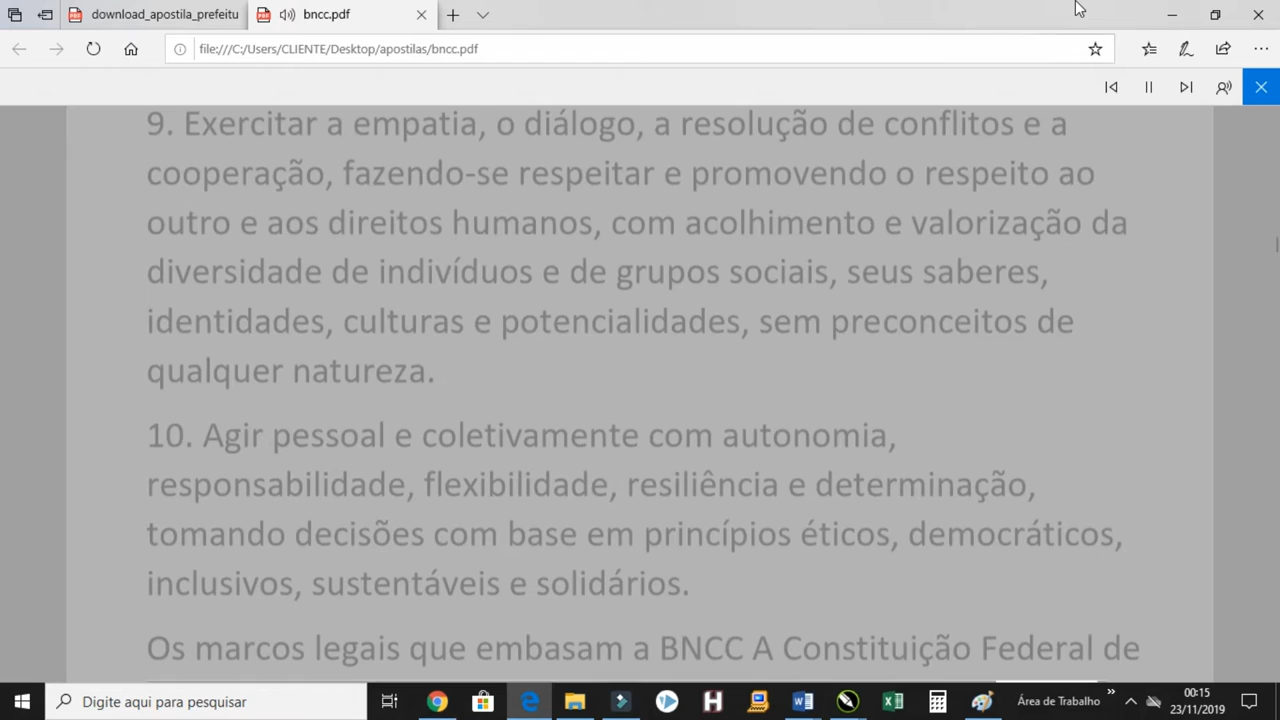 download_apostila_prefeitu
bncc.pdf
file:///C:/Users/CLIENTE/Desktop/apostilas/bncc.pdf
9. Exercitar a empatia, o diálogo, a resolução de conflitos e a
cooperação, fazendo-se respeitar e promovendo o respeito ao
outro e aos direitos humanos, com acolhimento e valorização da
diversidade de indivíduos e de grupos sociais, seus saberes,
identidades, culturas e potencialidades, sem preconceitos de
qualquer natureza.
10. Agir pessoal e coletivamente com autonomia,
responsabilidade, flexibilidade, resiliência e determinação,
tomando decisões com base em princípios éticos, democráticos,
inclusivos, sustentáveis e solidários.
Os marcos legais que embasam a BNCC A Constituição Federal de
Digite aqui para pesquisar
Área de Trabalho
00:15
23/11/2019